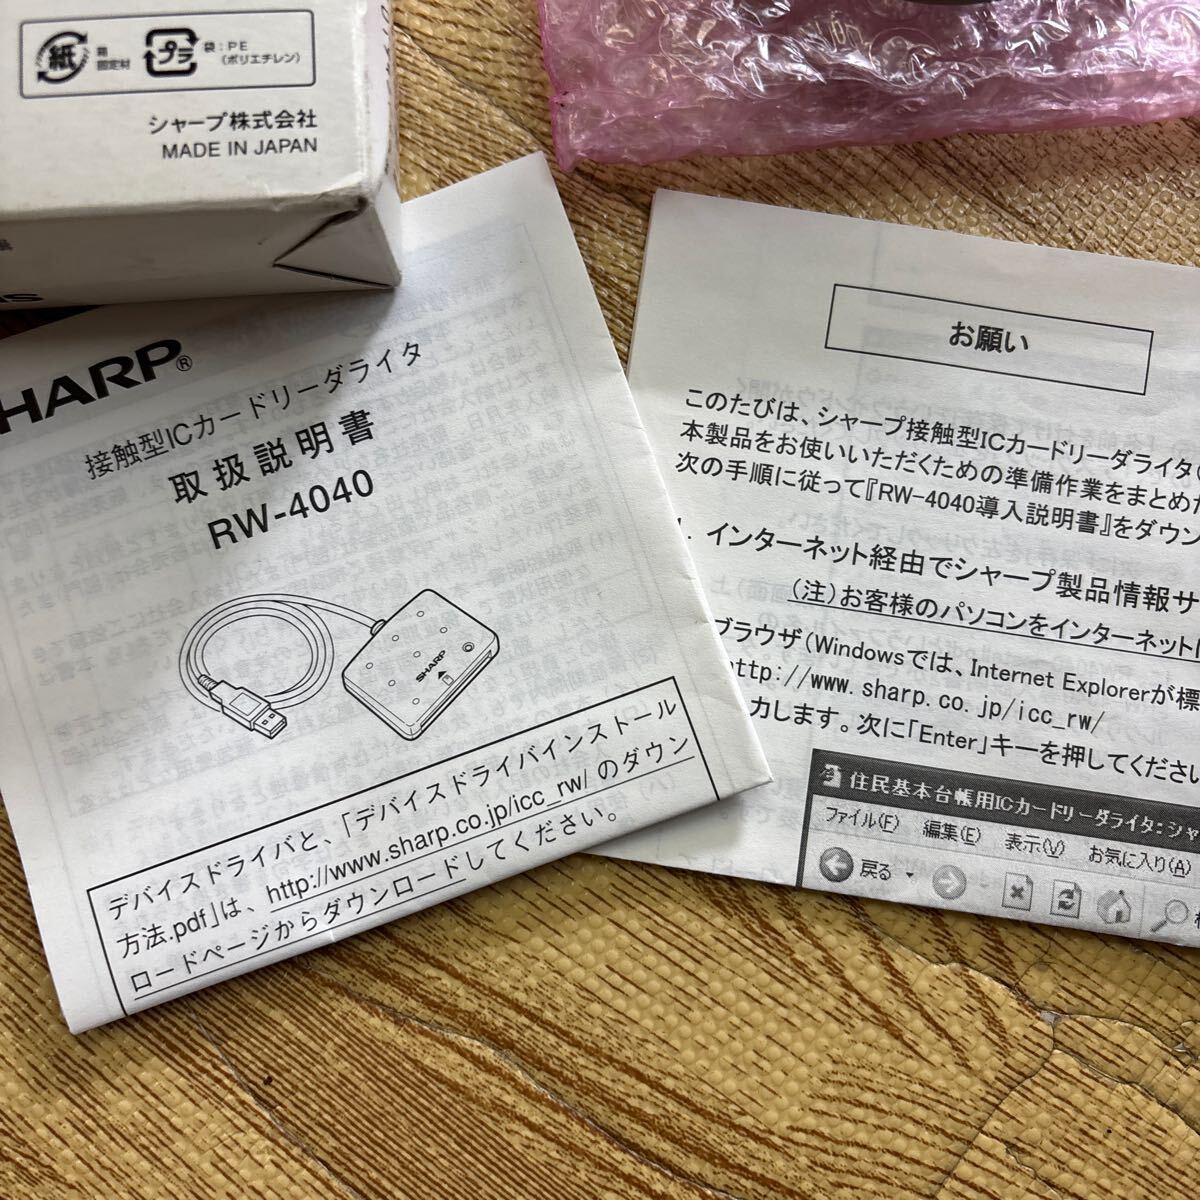 紙
箱
固定材
プラ
袋：PE
(ポリエチレン)
シャープ株式会社
MADE IN JAPAN
HARP®
接触型ICカードリーダライタ
取扱説明書
RW-4040
SHARP
デバイスドライバと、「デバイスドライバインストール
方法.pdf」は、http://www.sharp.co.jp/icc_rw/ のダウン
ロードページからダウンロードしてください。
お願い
このたびは、シャープ接触型ICカードリーダライタ(
本製品をお使いいただくための準備作業をまとめた
次の手順に従って『RW-4040導入説明書』をダウン
. インターネット経由でシャープ製品情報サ
(注)お客様のパソコンをインターネットに
ブラウザ(Windowsでは、Internet Explorerが標
http://www.sharp.co.jp/icc_rw/
力します。次に「Enter」キーを押してください
住民基本台帳用ICカードリーダライタ:シャ
ファイル(F) 編集(E) 表示(V) お気に入り(A)
戻る